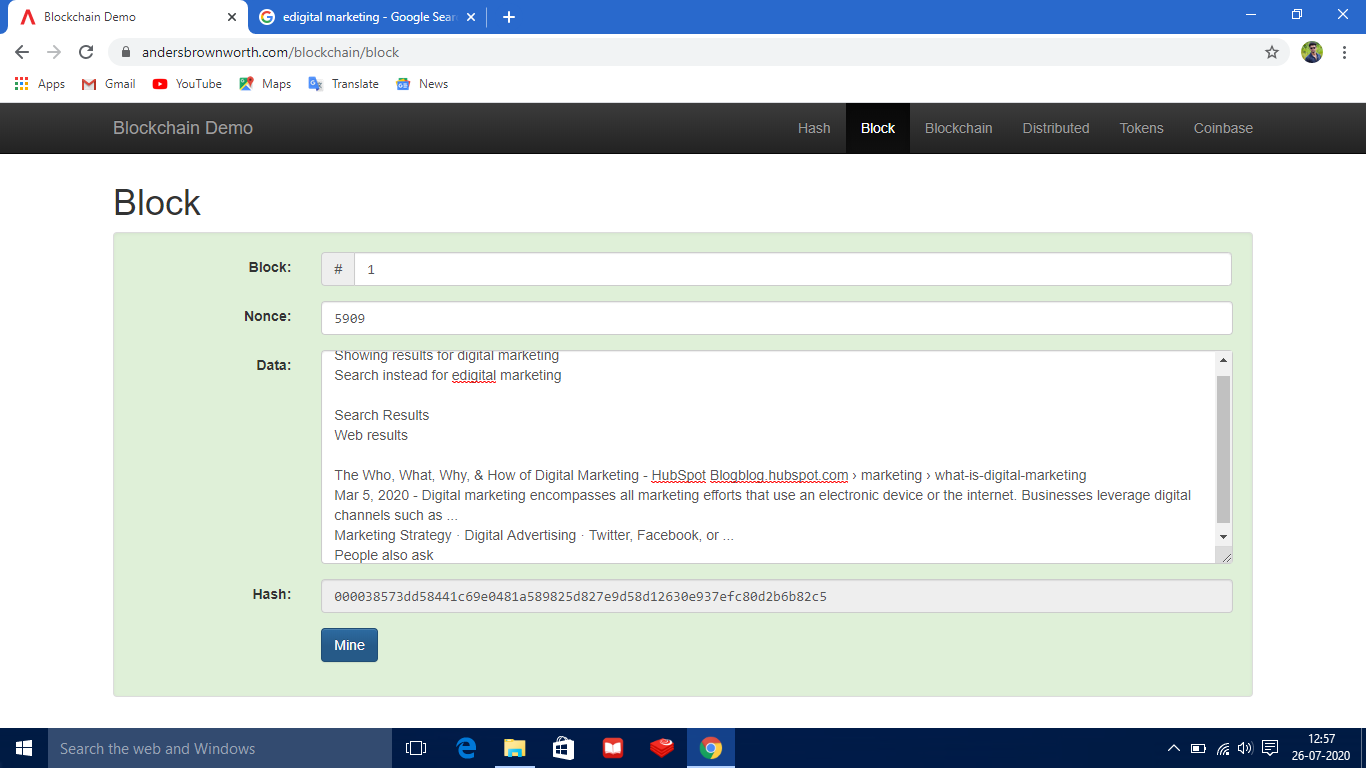 Blockchain Demo
edigital marketing - Google Sear
andersbrownworth.com/blockchain/block
Apps Gmail YouTube Maps Translate News
Blockchain Demo Hash Block Blockchain Distributed Tokens Coinbase
Block
Block: # 1
Nonce: 5909
Data:
Showing results for digital marketing
Search instead for edigital marketing
Search Results
Web results
The Who, What, Why, & How of Digital Marketing - HubSpot Blogblog.hubspot.com › marketing › what-is-digital-marketing
Mar 5, 2020 - Digital marketing encompasses all marketing efforts that use an electronic device or the internet. Businesses leverage digital
channels such as ...
Marketing Strategy · Digital Advertising · Twitter, Facebook, or ...
People also ask
Hash: 000038573dd58441c69e0481a589825d827e9d58d12630e937efc80d2b6b82c5
Mine
Search the web and Windows
12:57
26-07-2020